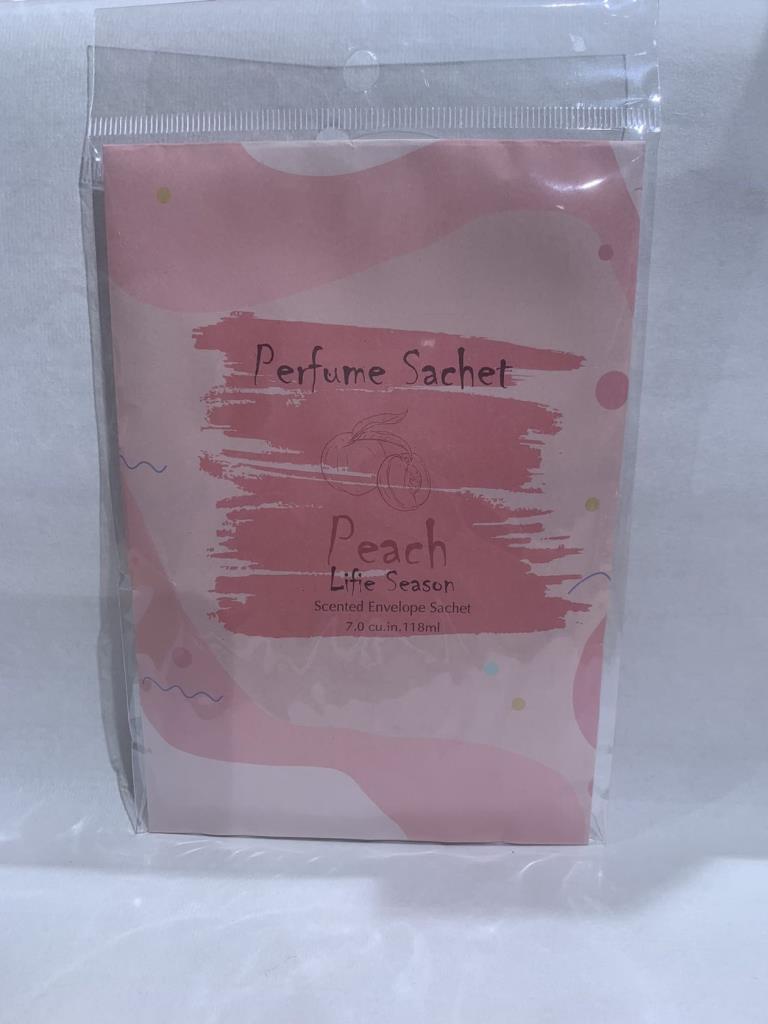 Perfume Sachet
Peach
Lifie Season
Scented Envelope Sachet
7.0 cu.in.118ml